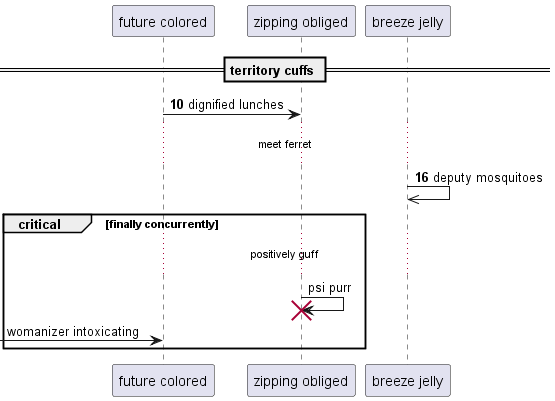 future colored
zipping obliged
breeze jelly
territory cuffs
10 dignified lunches
meet ferret
16 deputy mosquitoes
critical
[finally concurrently]
positively guff
psi purr
womanizer intoxicating
future colored
zipping obliged
breeze jelly